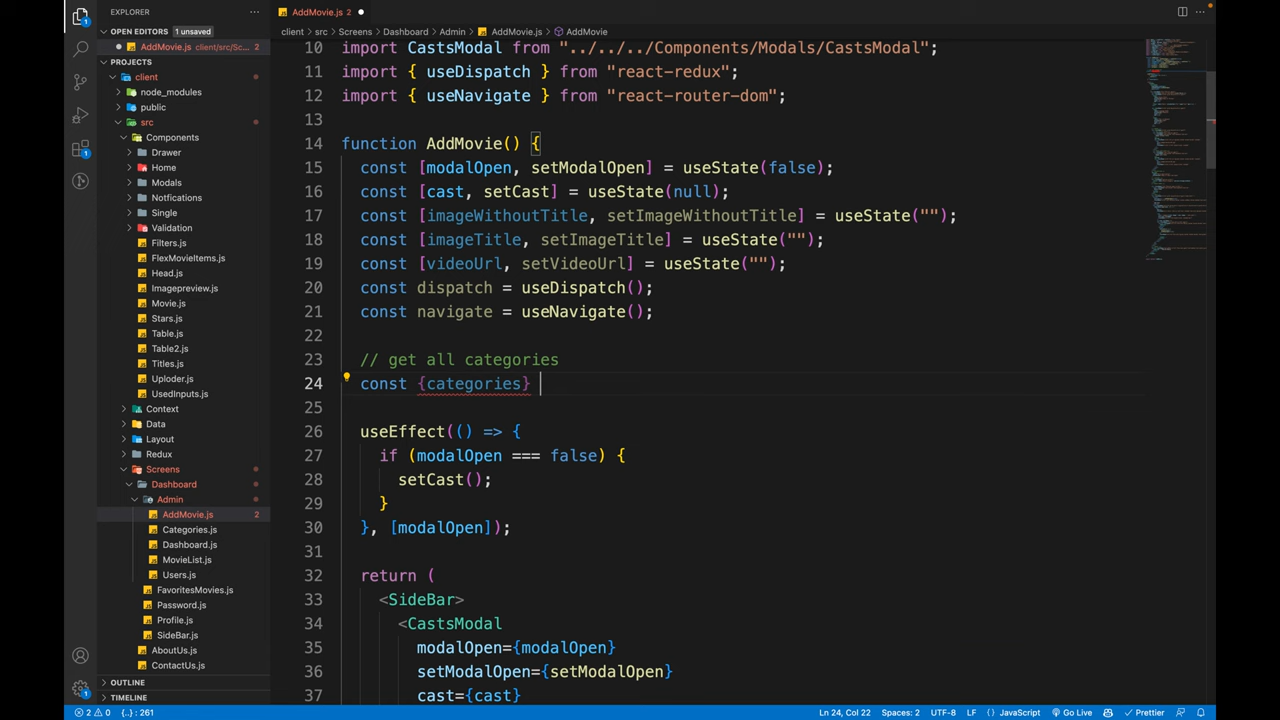 EXPLORER
···
AddMovie.js 2
OPEN EDITORS 1 unsaved
AddMovie.js client/src/Sc... 2
PROJECTS
client
node_modules
public
src
Components
Drawer
Home
Modals
Notfications
Single
Validation
Filters.js
FlexMovieItems.js
Head.js
Imagepreview.js
Movie.js
Stars.js
Table.js
Table2.js
Titles.js
Uploder.js
UsedInputs.js
Context
Data
Layout
Redux
Screens
Dashboard
Admin
AddMovie.js 2
Categories.js
Dashboard.js
MovieList.js
Users.js
FavoritesMovies.js
Password.js
Profile.js
SideBar.js
AboutUs.js
ContactUs.js
OUTLINE
TIMELINE
client > src > Screens > Dashboard > Admin > AddMovie.js > AddMovie
10 import CastsModal from "../../../Components/Modals/CastsModal";
11 import { useDispatch } from "react-redux";
12 import { useNavigate } from "react-router-dom";
13
14 function AddMovie() {
15 const [modalOpen, setModalOpen] = useState(false);
16 const [cast, setCast] = useState(null);
17 const [imageWithoutTitle, setImageWithoutTitle] = useState("");
18 const [imageTitle, setImageTitle] = useState("");
19 const [videoUrl, setVideoUrl] = useState("");
20 const dispatch = useDispatch();
21 const navigate = useNavigate();
22
23 // get all categories
24 const {categories}
25
26 useEffect(() => {
27 if (modalOpen === false) {
28 setCast();
29 }
30 }, [modalOpen]);
31
32 return (
33 <SideBar>
34 <CastsModal
35 modalOpen={modalOpen}
36 setModalOpen={setModalOpen}
37 cast={cast}
1
1
2 0 {..} : 261
Ln 24, Col 22 Spaces: 2 UTF-8 LF {} JavaScript Go Live Prettier